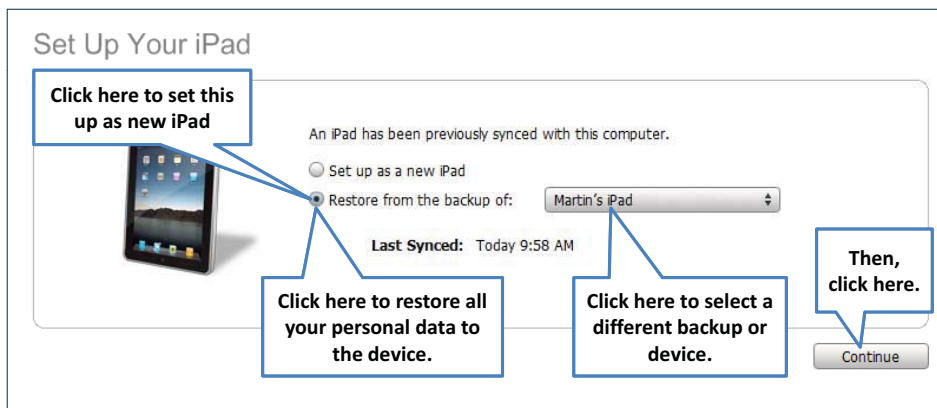 Set Up Your iPad
Click here to set this
up as new iPad
An iPad has been previously synced with this computer.
Set up as a new iPad
Restore from the backup of:
Martin's iPad
Last Synced: Today 9:58 AM
Click here to restore all
your personal data to
the device.
Click here to select a
different backup or
device.
Then,
click here.
Continue